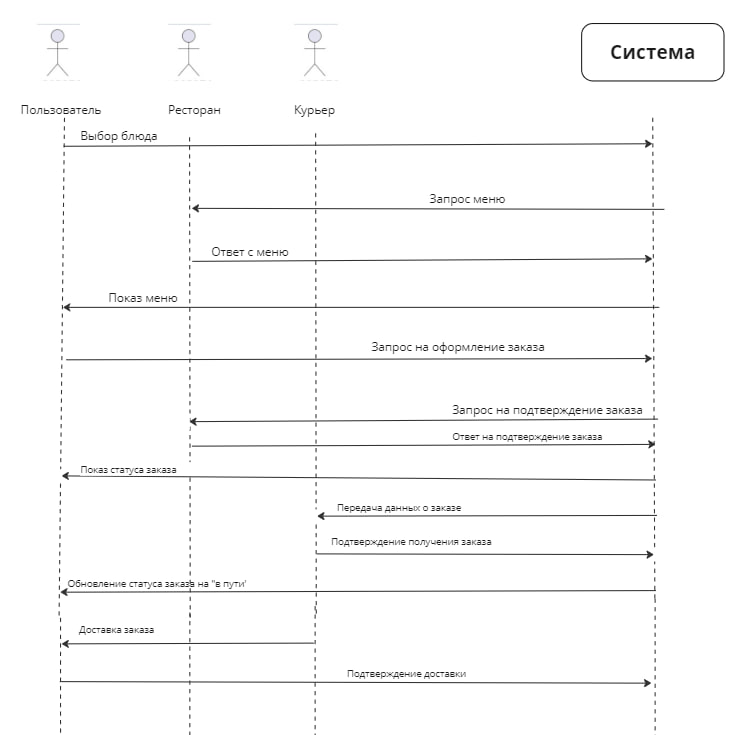 Система
Пользователь
Ресторан
Курьер
Выбор блюда
Запрос меню
Ответ с меню
Показ меню
Запрос на оформление заказа
Запрос на подтверждение заказа
Ответ на подтверждение заказа
Показ статуса заказа
Передача данных о заказе
Подтверждение получения заказа
Обновление статуса заказа на "в пути'
Доставка заказа
Подтверждение доставки